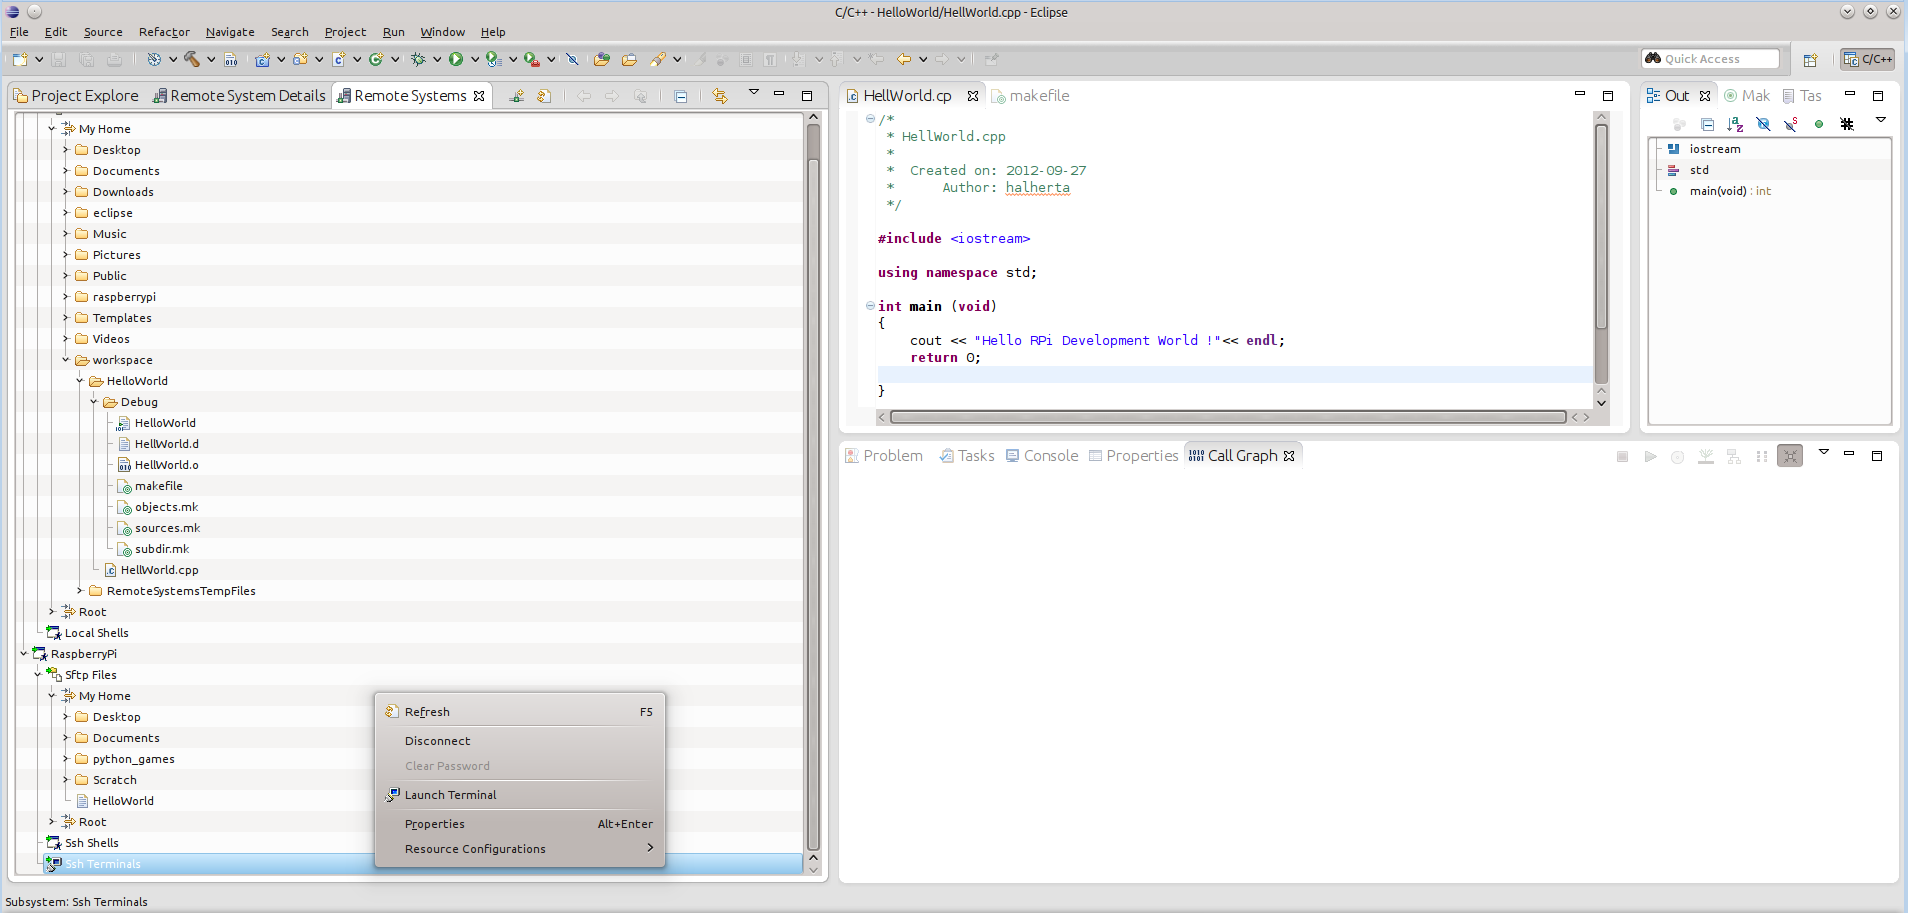 C/C++ - HelloWorld/HellWorld.cpp - Eclipse
File Edit Source Refactor Navigate Search Project Run Window Help
Quick Access
C/C++
Project Explore
Remote System Details
Remote Systems
My Home
Desktop
Documents
Downloads
eclipse
Music
Pictures
Public
raspberrypi
Templates
Videos
workspace
HelloWorld
Debug
HelloWorld
HellWorld.d
HellWorld.o
makefile
objects.mk
sources.mk
subdir.mk
HellWorld.cpp
RemoteSystemsTempFiles
Root
Local Shells
RaspberryPi
Sftp Files
My Home
Desktop
Documents
python_games
Scratch
HelloWorld
Root
Ssh Shells
Ssh Terminals
Refresh F5
Disconnect
Clear Password
Launch Terminal
Properties Alt+Enter
Resource Configurations
HellWorld.cp
makefile
/*
* HellWorld.cpp
*
* Created on: 2012-09-27
* Author: halherta
*/
#include <iostream>
using namespace std;
int main (void)
{
cout << "Hello RPi Development World !"<< endl;
return 0;
}
Out
Mak
Tas
iostream
std
main(void) : int
Problem
Tasks
Console
Properties
Call Graph
Subsystem: Ssh Terminals